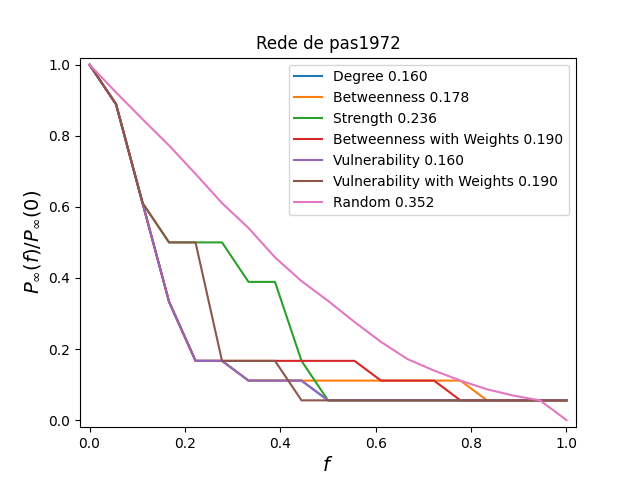 Rede de pas1972
Degree 0.160
Betweenness 0.178
Strength 0.236
Betweenness with Weights 0.190
Vulnerability 0.160
Vulnerability with Weights 0.190
Random 0.352
P∞(f)/P∞(0)
1.0
0.8
0.6
0.4
0.2
0.0
0.0 0.2 0.4 0.6 0.8 1.0
f